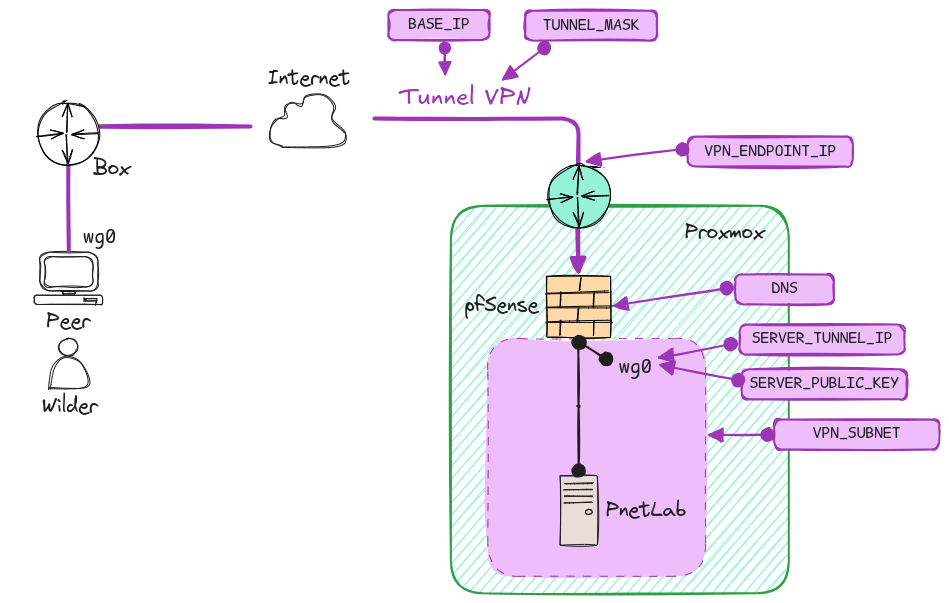 BASE_IP
TUNNEL_MASK
Internet
Tunnel VPN
VPN_ENDPOINT_IP
Box
Proxmox
wg0
DNS
pfSense
Peer
SERVER_TUNNEL_IP
wg0
SERVER_PUBLIC_KEY
Wilder
VPN_SUBNET
PnetLab